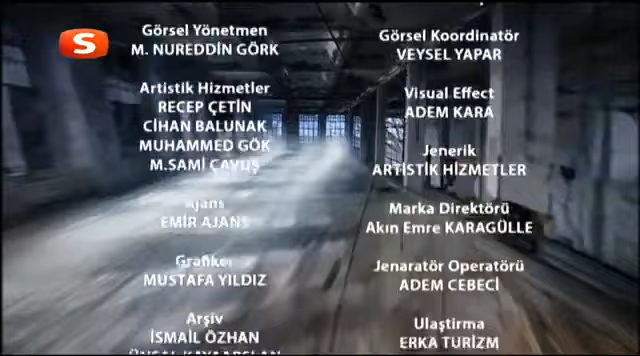 S
Görsel Yönetmen
M. NUREDDİN GÖRK
Artistik Hizmetler
RECEP ÇETİN
CİHAN BALUNAK
MUHAMMED GÖK
M.SAMİ ÇAVUŞ
Ajans
EMİR AJANS
Grafiker
MUSTAFA YILDIZ
Arşiv
İSMAİL ÖZHAN
Görsel Koordinatör
VEYSEL YAPAR
Visual Effect
ADEM KARA
Jenerik
ARTİSTİK HİZMETLER
Marka Direktörü
Akın Emre KARAGÜLLE
Jenaratör Operatörü
ADEM CEBECİ
Ulaştırma
ERKA TURİZM